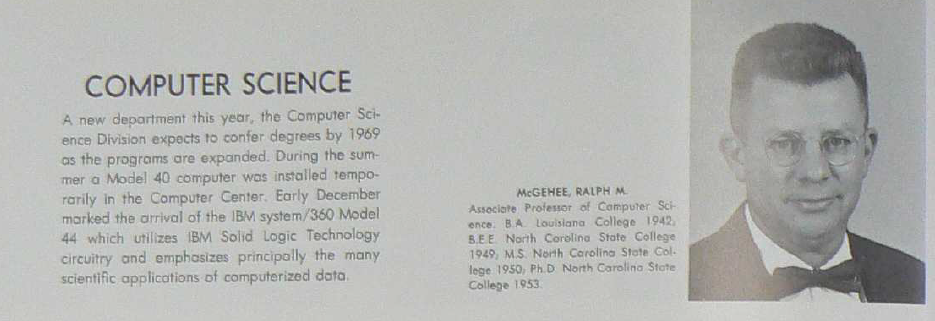 COMPUTER SCIENCE
A new department this year, the Computer Sci-
ence Division expects to confer degrees by 1969
as the programs are expanded. During the sum-
mer a Model 40 computer was installed tempo-
rarily in the Computer Center. Early December
marked the arrival of the IBM system/360 Model
44 which utilizes IBM Solid Logic Technology
circuitry and emphasizes principally the many
scientific applications of computerized data.
McGEHEE, RALPH M.
Associate Professor of Computer Sci-
ence. B.A. Louisiana College 1942;
B.E.E. North Carolina State College
1949; M.S. North Carolina State Col-
lege 1950; Ph.D. North Carolina State
College 1953.